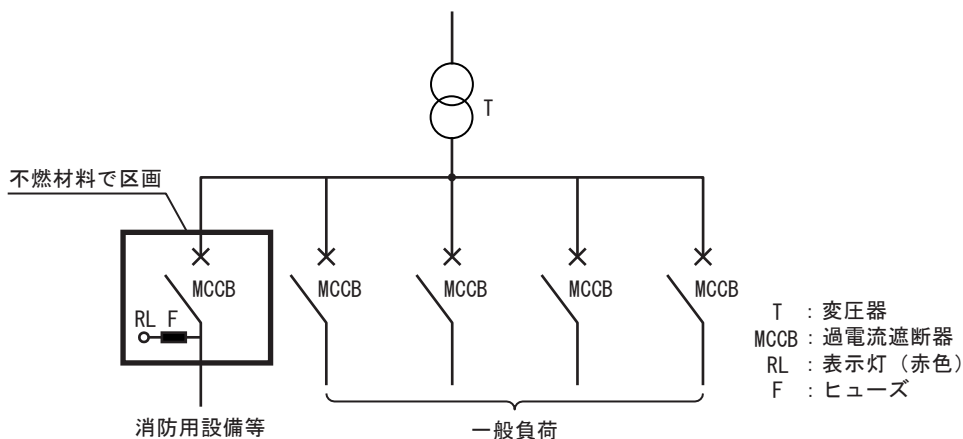 T
不燃材料で区画
MCCB
MCCB
MCCB
MCCB
MCCB
RL F
T : 変圧器
MCCB : 過電流遮断器
RL : 表示灯（赤色）
F : ヒューズ
消防用設備等
一般負荷